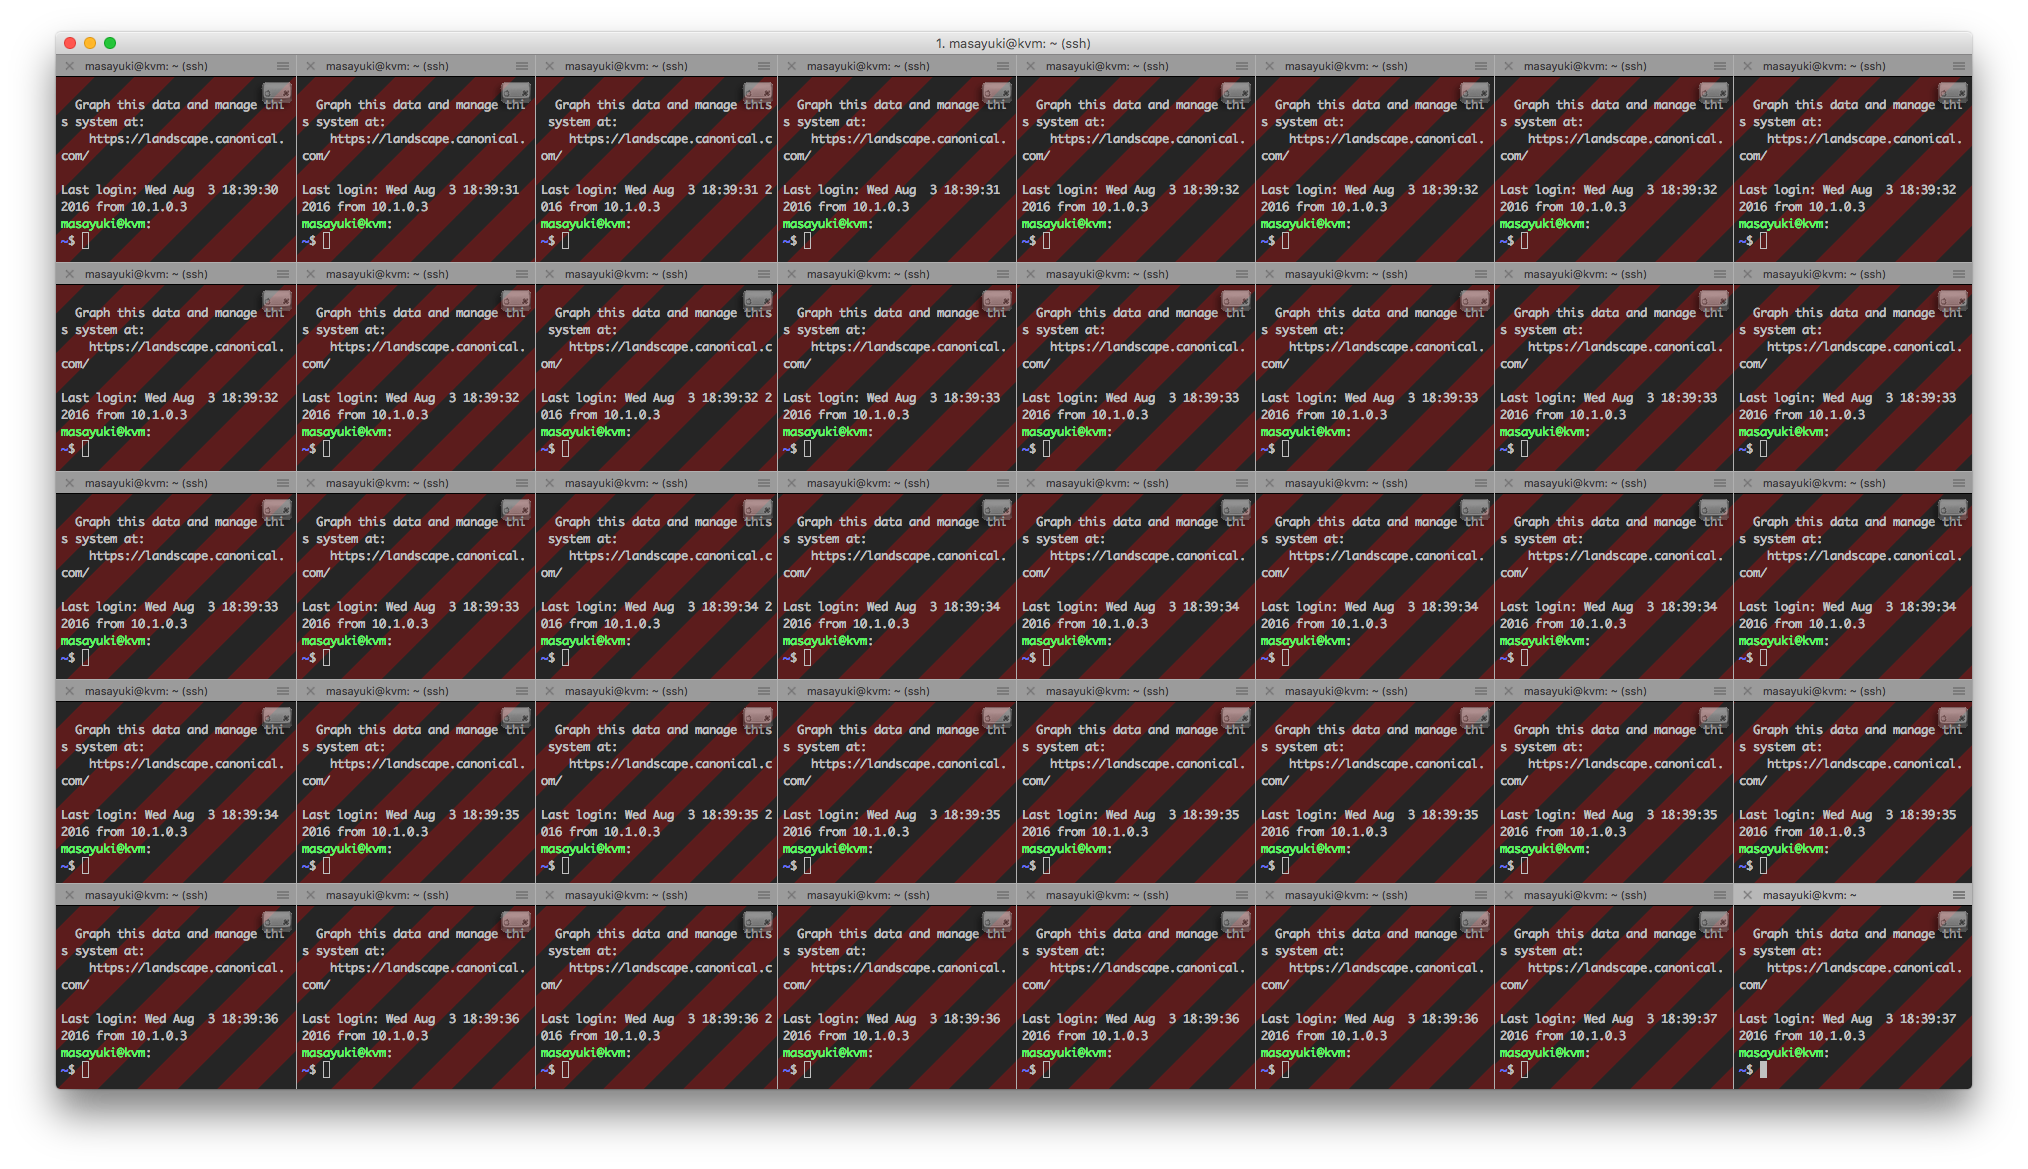 1. masayuki@kvm: ~ (ssh)
masayuki@kvm: ~ (ssh)
Graph this data and manage thi
s system at:
https://landscape.canonical.
com/
Last login: Wed Aug  3 18:39:30
2016 from 10.1.0.3
masayuki@kvm:
~$
masayuki@kvm: ~ (ssh)
Graph this data and manage thi
s system at:
https://landscape.canonical.
com/
Last login: Wed Aug  3 18:39:31
2016 from 10.1.0.3
masayuki@kvm:
~$
masayuki@kvm: ~ (ssh)
Graph this data and manage this
system at:
https://landscape.canonical.c
om/
Last login: Wed Aug  3 18:39:31 2
016 from 10.1.0.3
masayuki@kvm:
~$
masayuki@kvm: ~ (ssh)
Graph this data and manage thi
s system at:
https://landscape.canonical.
com/
Last login: Wed Aug  3 18:39:31
2016 from 10.1.0.3
masayuki@kvm:
~$
masayuki@kvm: ~ (ssh)
Graph this data and manage thi
s system at:
https://landscape.canonical.
com/
Last login: Wed Aug  3 18:39:32
2016 from 10.1.0.3
masayuki@kvm:
~$
masayuki@kvm: ~ (ssh)
Graph this data and manage thi
s system at:
https://landscape.canonical.
com/
Last login: Wed Aug  3 18:39:32
2016 from 10.1.0.3
masayuki@kvm:
~$
masayuki@kvm: ~ (ssh)
Graph this data and manage thi
s system at:
https://landscape.canonical.
com/
Last login: Wed Aug  3 18:39:32
2016 from 10.1.0.3
masayuki@kvm:
~$
masayuki@kvm: ~ (ssh)
Graph this data and manage thi
s system at:
https://landscape.canonical.
com/
Last login: Wed Aug  3 18:39:32
2016 from 10.1.0.3
masayuki@kvm:
~$
masayuki@kvm: ~ (ssh)
Graph this data and manage thi
s system at:
https://landscape.canonical.
com/
Last login: Wed Aug  3 18:39:32
2016 from 10.1.0.3
masayuki@kvm:
~$
masayuki@kvm: ~ (ssh)
Graph this data and manage thi
s system at:
https://landscape.canonical.
com/
Last login: Wed Aug  3 18:39:32
2016 from 10.1.0.3
masayuki@kvm:
~$
masayuki@kvm: ~ (ssh)
Graph this data and manage this
system at:
https://landscape.canonical.c
om/
Last login: Wed Aug  3 18:39:32 2
016 from 10.1.0.3
masayuki@kvm:
~$
masayuki@kvm: ~ (ssh)
Graph this data and manage thi
s system at:
https://landscape.canonical.
com/
Last login: Wed Aug  3 18:39:33
2016 from 10.1.0.3
masayuki@kvm:
~$
masayuki@kvm: ~ (ssh)
Graph this data and manage thi
s system at:
https://landscape.canonical.
com/
Last login: Wed Aug  3 18:39:33
2016 from 10.1.0.3
masayuki@kvm:
~$
masayuki@kvm: ~ (ssh)
Graph this data and manage thi
s system at:
https://landscape.canonical.
com/
Last login: Wed Aug  3 18:39:33
2016 from 10.1.0.3
masayuki@kvm:
~$
masayuki@kvm: ~ (ssh)
Graph this data and manage thi
s system at:
https://landscape.canonical.
com/
Last login: Wed Aug  3 18:39:33
2016 from 10.1.0.3
masayuki@kvm:
~$
masayuki@kvm: ~ (ssh)
Graph this data and manage thi
s system at:
https://landscape.canonical.
com/
Last login: Wed Aug  3 18:39:33
2016 from 10.1.0.3
masayuki@kvm:
~$
masayuki@kvm: ~ (ssh)
Graph this data and manage thi
s system at:
https://landscape.canonical.
com/
Last login: Wed Aug  3 18:39:33
2016 from 10.1.0.3
masayuki@kvm:
~$
masayuki@kvm: ~ (ssh)
Graph this data and manage thi
s system at:
https://landscape.canonical.
com/
Last login: Wed Aug  3 18:39:33
2016 from 10.1.0.3
masayuki@kvm:
~$
masayuki@kvm: ~ (ssh)
Graph this data and manage this
system at:
https://landscape.canonical.c
om/
Last login: Wed Aug  3 18:39:34 2
016 from 10.1.0.3
masayuki@kvm:
~$
masayuki@kvm: ~ (ssh)
Graph this data and manage thi
s system at:
https://landscape.canonical.
com/
Last login: Wed Aug  3 18:39:34
2016 from 10.1.0.3
masayuki@kvm:
~$
masayuki@kvm: ~ (ssh)
Graph this data and manage thi
s system at:
https://landscape.canonical.
com/
Last login: Wed Aug  3 18:39:34
2016 from 10.1.0.3
masayuki@kvm:
~$
masayuki@kvm: ~ (ssh)
Graph this data and manage thi
s system at:
https://landscape.canonical.
com/
Last login: Wed Aug  3 18:39:34
2016 from 10.1.0.3
masayuki@kvm:
~$
masayuki@kvm: ~ (ssh)
Graph this data and manage thi
s system at:
https://landscape.canonical.
com/
Last login: Wed Aug  3 18:39:34
2016 from 10.1.0.3
masayuki@kvm:
~$
masayuki@kvm: ~ (ssh)
Graph this data and manage thi
s system at:
https://landscape.canonical.
com/
Last login: Wed Aug  3 18:39:34
2016 from 10.1.0.3
masayuki@kvm:
~$
masayuki@kvm: ~ (ssh)
Graph this data and manage thi
s system at:
https://landscape.canonical.
com/
Last login: Wed Aug  3 18:39:34
2016 from 10.1.0.3
masayuki@kvm:
~$
masayuki@kvm: ~ (ssh)
Graph this data and manage thi
s system at:
https://landscape.canonical.
com/
Last login: Wed Aug  3 18:39:35
2016 from 10.1.0.3
masayuki@kvm:
~$
masayuki@kvm: ~ (ssh)
Graph this data and manage this
system at:
https://landscape.canonical.c
om/
Last login: Wed Aug  3 18:39:35 2
016 from 10.1.0.3
masayuki@kvm:
~$
masayuki@kvm: ~ (ssh)
Graph this data and manage thi
s system at:
https://landscape.canonical.
com/
Last login: Wed Aug  3 18:39:35
2016 from 10.1.0.3
masayuki@kvm:
~$
masayuki@kvm: ~ (ssh)
Graph this data and manage thi
s system at:
https://landscape.canonical.
com/
Last login: Wed Aug  3 18:39:35
2016 from 10.1.0.3
masayuki@kvm:
~$
masayuki@kvm: ~ (ssh)
Graph this data and manage thi
s system at:
https://landscape.canonical.
com/
Last login: Wed Aug  3 18:39:35
2016 from 10.1.0.3
masayuki@kvm:
~$
masayuki@kvm: ~ (ssh)
Graph this data and manage thi
s system at:
https://landscape.canonical.
com/
Last login: Wed Aug  3 18:39:35
2016 from 10.1.0.3
masayuki@kvm:
~$
masayuki@kvm: ~ (ssh)
Graph this data and manage thi
s system at:
https://landscape.canonical.
com/
Last login: Wed Aug  3 18:39:35
2016 from 10.1.0.3
masayuki@kvm:
~$
masayuki@kvm: ~ (ssh)
Graph this data and manage thi
s system at:
https://landscape.canonical.
com/
Last login: Wed Aug  3 18:39:36
2016 from 10.1.0.3
masayuki@kvm:
~$
masayuki@kvm: ~ (ssh)
Graph this data and manage thi
s system at:
https://landscape.canonical.
com/
Last login: Wed Aug  3 18:39:36
2016 from 10.1.0.3
masayuki@kvm:
~$
masayuki@kvm: ~ (ssh)
Graph this data and manage this
system at:
https://landscape.canonical.c
om/
Last login: Wed Aug  3 18:39:36 2
016 from 10.1.0.3
masayuki@kvm:
~$
masayuki@kvm: ~ (ssh)
Graph this data and manage thi
s system at:
https://landscape.canonical.
com/
Last login: Wed Aug  3 18:39:36
2016 from 10.1.0.3
masayuki@kvm:
~$
masayuki@kvm: ~ (ssh)
Graph this data and manage thi
s system at:
https://landscape.canonical.
com/
Last login: Wed Aug  3 18:39:36
2016 from 10.1.0.3
masayuki@kvm:
~$
masayuki@kvm: ~ (ssh)
Graph this data and manage thi
s system at:
https://landscape.canonical.
com/
Last login: Wed Aug  3 18:39:36
2016 from 10.1.0.3
masayuki@kvm:
~$
masayuki@kvm: ~ (ssh)
Graph this data and manage thi
s system at:
https://landscape.canonical.
com/
Last login: Wed Aug  3 18:39:37
2016 from 10.1.0.3
masayuki@kvm:
~$
masayuki@kvm: ~
Graph this data and manage thi
s system at:
https://landscape.canonical.
com/
Last login: Wed Aug  3 18:39:37
2016 from 10.1.0.3
masayuki@kvm:
~$